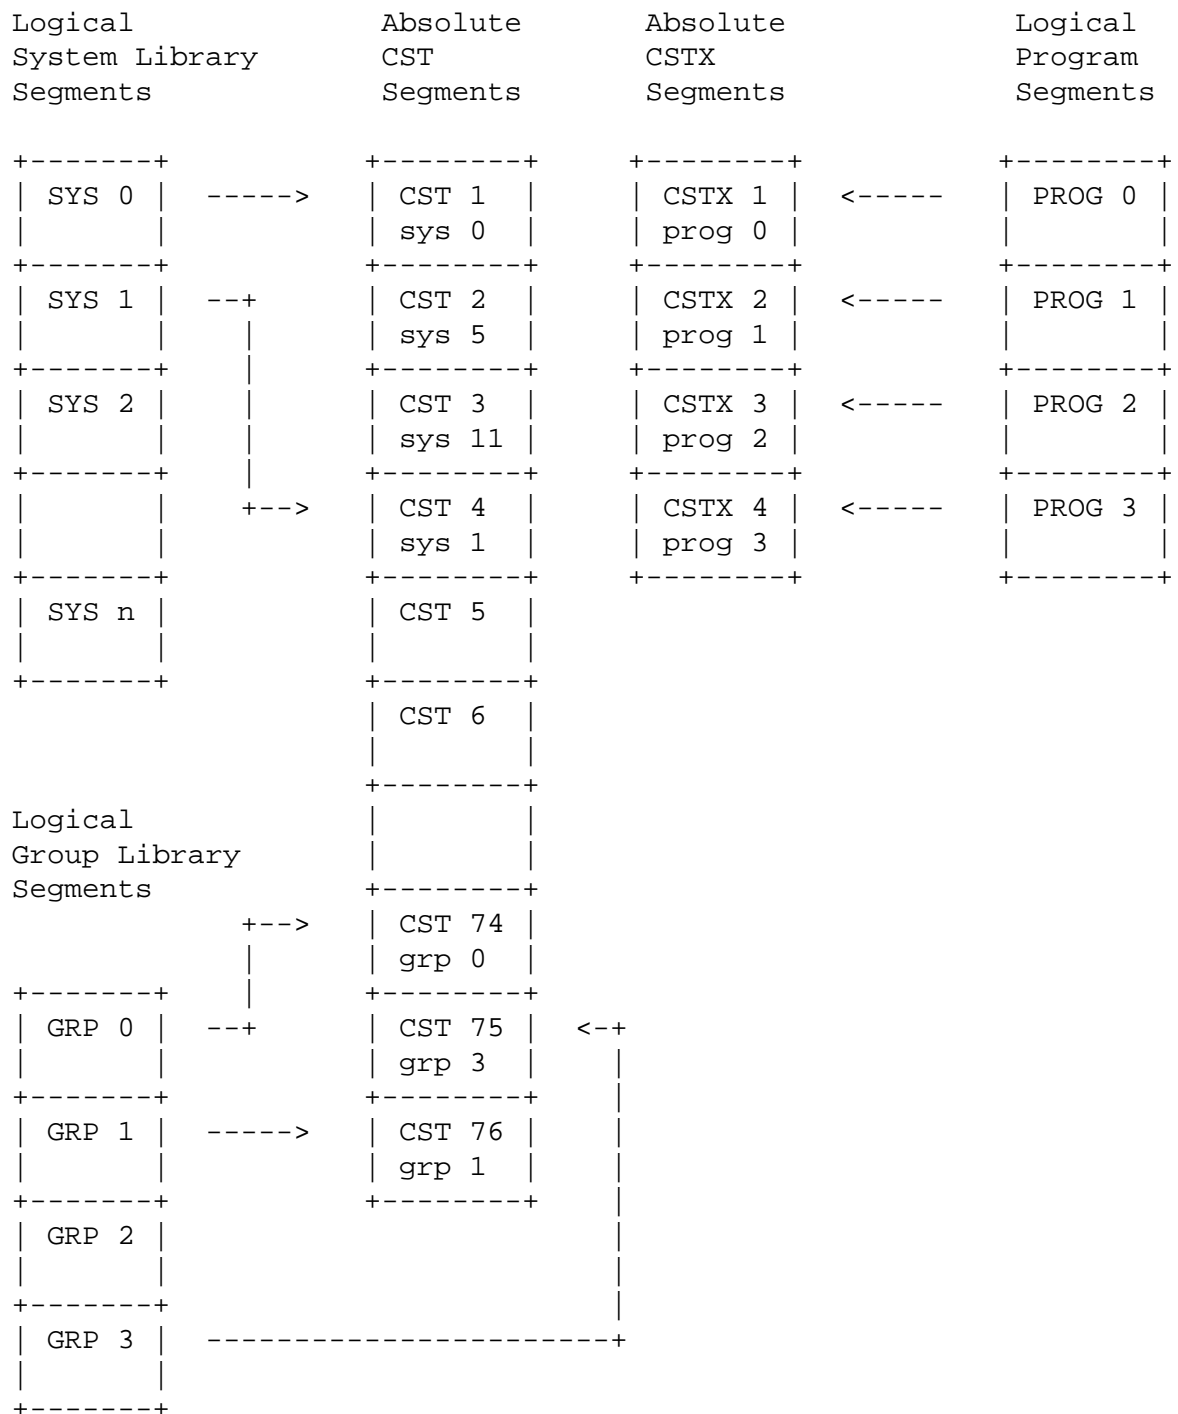 Logical Absolute Absolute Logical
System Library CST CSTX Program
Segments Segments Segments Segments
SYS 0 -----> CST 1 CSTX 1 <----- PROG 0
sys 0 prog 0
SYS 1 --+ CST 2 CSTX 2 <----- PROG 1
sys 5 prog 1
SYS 2 CST 3 CSTX 3 <----- PROG 2
sys 11 prog 2
+--> CST 4 CSTX 4 <----- PROG 3
sys 1 prog 3
SYS n CST 5
CST 6
Logical
Group Library
Segments
+--> CST 74
grp 0
GRP 0 --+ CST 75 <-+
grp 3
GRP 1 -----> CST 76
grp 1
GRP 2
GRP 3 -----------------------+